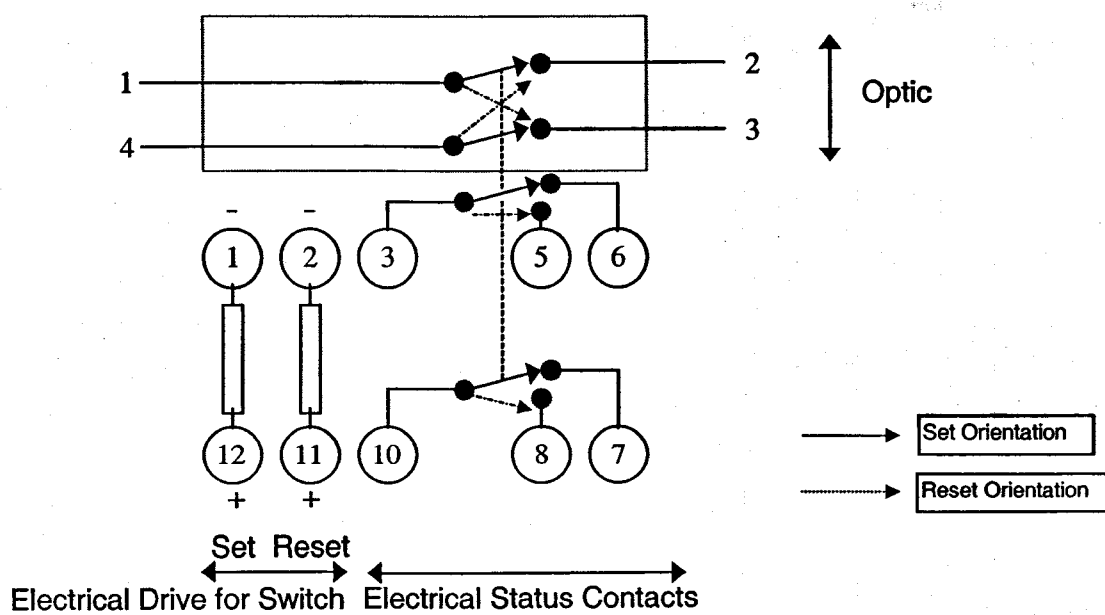 1
2
Optic
4
3
- -
1 2 3 5 6
12 11 10 8 7
+ +
Set Orientation
Reset Orientation
Set Reset
Electrical Drive for Switch Electrical Status Contacts